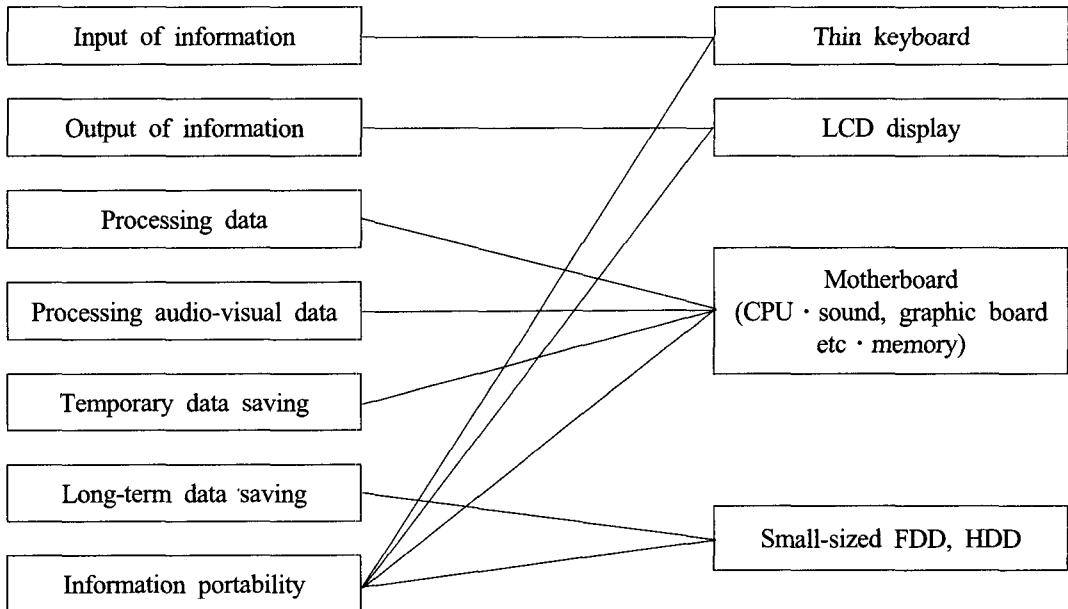 Input of information
Thin keyboard
Output of information
LCD display
Processing data
Processing audio-visual data
Motherboard
(CPU · sound, graphic board
etc · memory)
Temporary data saving
Long-term data saving
Small-sized FDD, HDD
Information portability